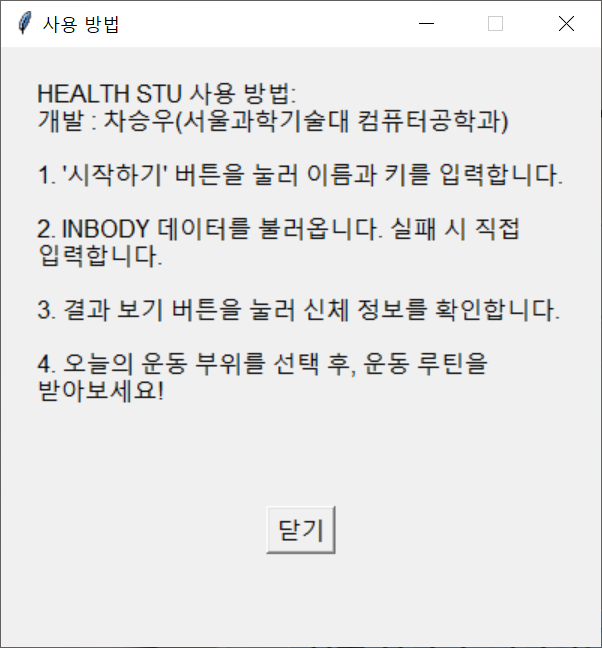 사용 방법
HEALTH STU 사용 방법:
개발 : 차승우(서울과학기술대 컴퓨터공학과)
1. '시작하기' 버튼을 눌러 이름과 키를 입력합니다.
2. INBODY 데이터를 불러옵니다. 실패 시 직접
입력합니다.
3. 결과 보기 버튼을 눌러 신체 정보를 확인합니다.
4. 오늘의 운동 부위를 선택 후, 운동 루틴을
받아보세요!
닫기